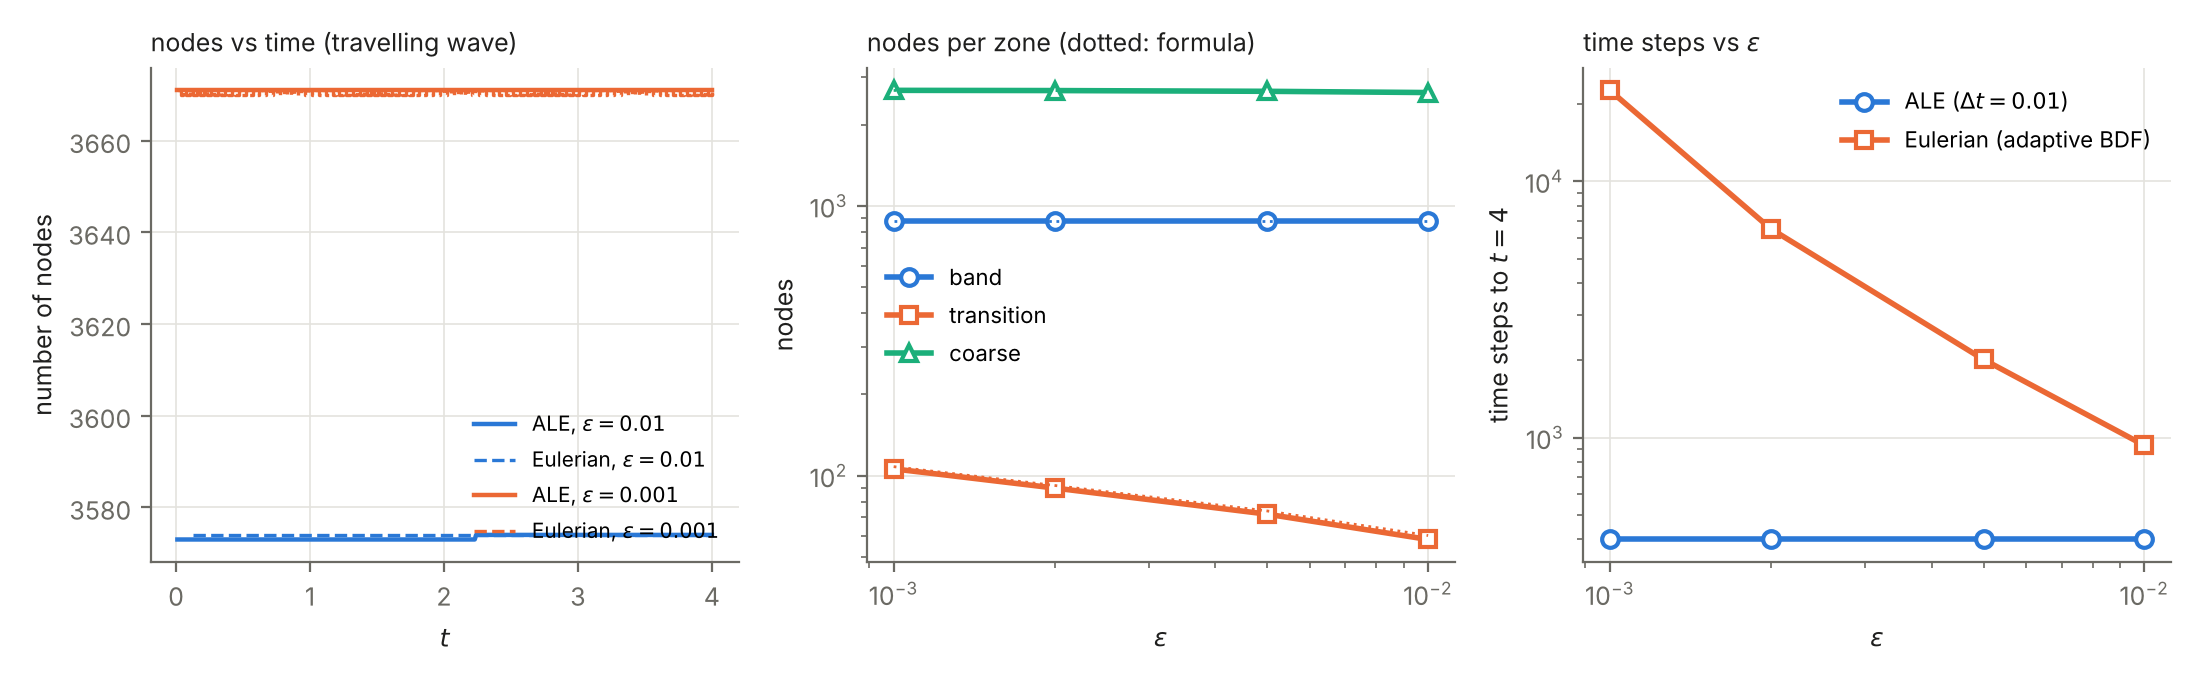 nodes vs time (travelling wave)
number of nodes
3660
3640
3620
3600
3580
0 1 2 3 4
t
ALE, ε = 0.01
Eulerian, ε = 0.01
ALE, ε = 0.001
Eulerian, ε = 0.001
nodes per zone (dotted: formula)
nodes
10³
10²
10⁻³ 10⁻²
ε
band
transition
coarse
time steps vs ε
time steps to t = 4
10⁴
10³
10⁻³ 10⁻²
ε
ALE (Δt = 0.01)
Eulerian (adaptive BDF)